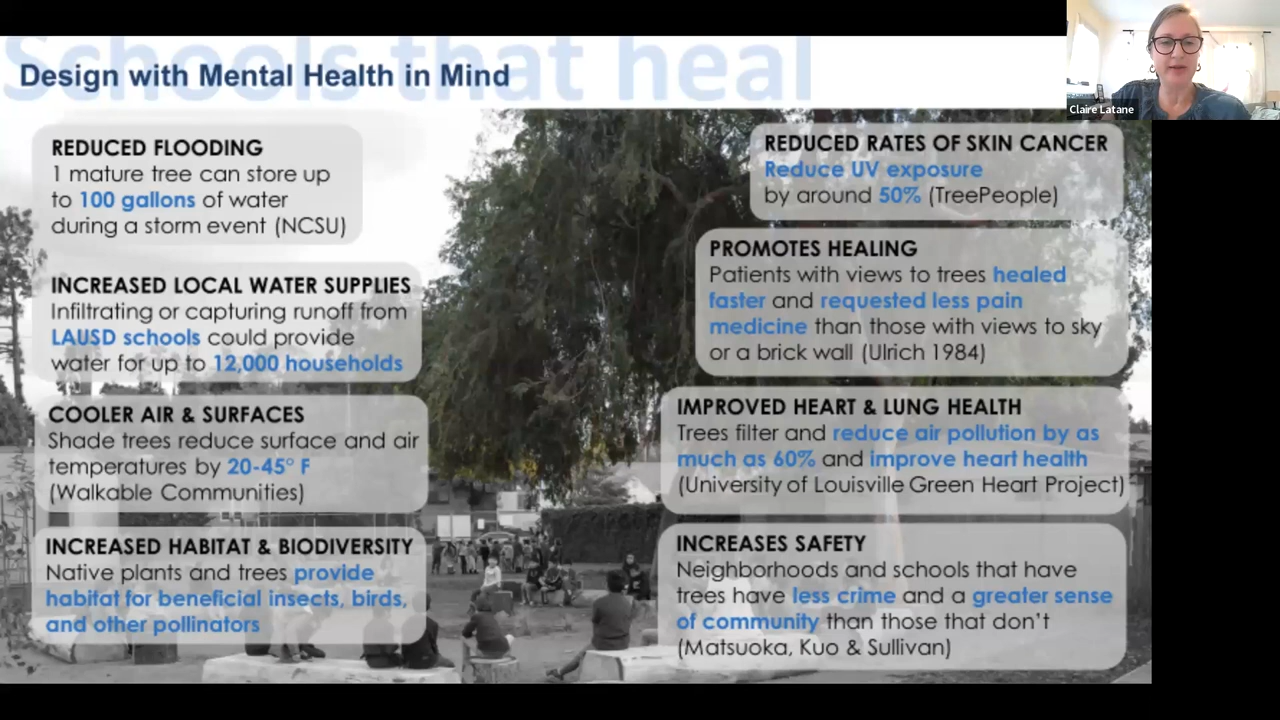 Schools that heal
Design with Mental Health in Mind
Claire Latane
REDUCED FLOODING
1 mature tree can store up
to 100 gallons of water
during a storm event (NCSU)
INCREASED LOCAL WATER SUPPLIES
Infiltrating or capturing runoff from
LAUSD schools could provide
water for up to 12,000 households
COOLER AIR & SURFACES
Shade trees reduce surface and air
temperatures by 20-45° F
(Walkable Communities)
INCREASED HABITAT & BIODIVERSITY
Native plants and trees provide
habitat for beneficial insects, birds,
and other pollinators
REDUCED RATES OF SKIN CANCER
Reduce UV exposure
by around 50% (TreePeople)
PROMOTES HEALING
Patients with views to trees healed
faster and requested less pain
medicine than those with views to sky
or a brick wall (Ulrich 1984)
IMPROVED HEART & LUNG HEALTH
Trees filter and reduce air pollution by as
much as 60% and improve heart health
(University of Louisville Green Heart Project)
INCREASES SAFETY
Neighborhoods and schools that have
trees have less crime and a greater sense
of community than those that don't
(Matsuoka, Kuo & Sullivan)